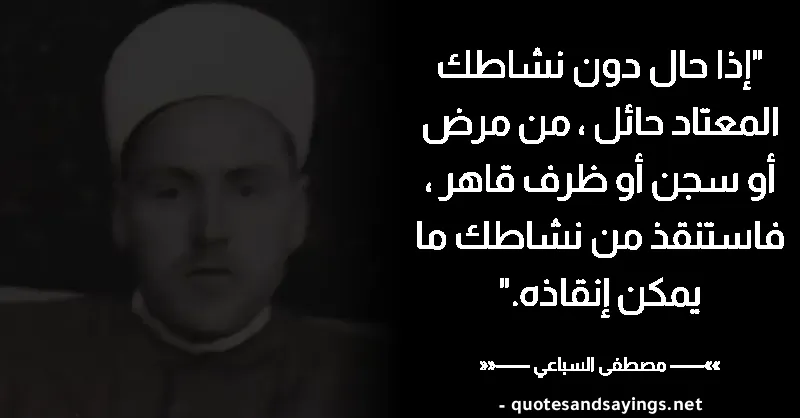 "إذا حال دون نشاطك
المعتاد حائل ، من مرض
أو سجن أو ظرف قاهر ،
فاستنقذ من نشاطك ما
يمكن إنقاذه."
»»—— مصطفى السباعي ——««
- quotesandsayings.net